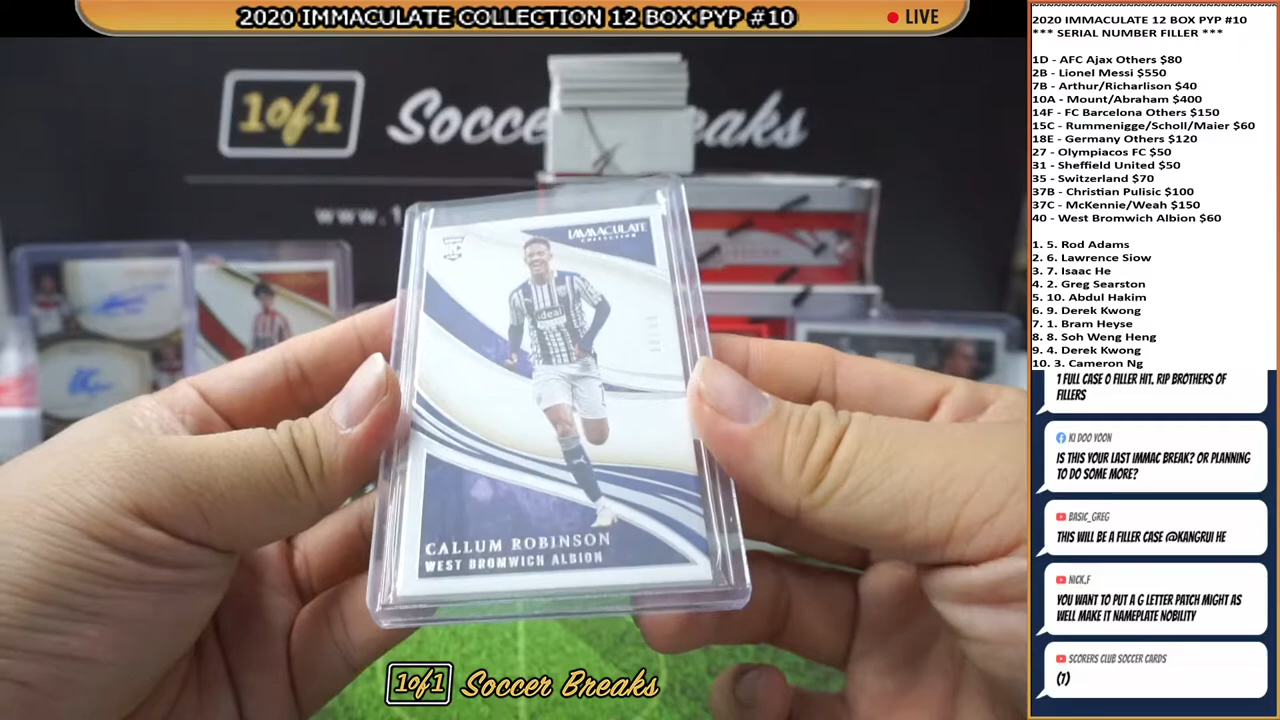 2020 IMMACULATE COLLECTION 12 BOX PYP #10
LIVE
1of1 Soccer Breaks
www.1
IMMACULATE
COLLECTION
RC
ideal
CALLUM ROBINSON
WEST BROMWICH ALBION
1of1 Soccer Breaks
2020 IMMACULATE 12 BOX PYP #10
*** SERIAL NUMBER FILLER ***
1D - AFC Ajax Others $80
2B - Lionel Messi $550
7B - Arthur/Richarlison $40
10A - Mount/Abraham $400
14F - FC Barcelona Others $150
15C - Rummenigge/Scholl/Maier $60
18E - Germany Others $120
27 - Olympiacos FC $50
31 - Sheffield United $50
35 - Switzerland $70
37B - Christian Pulisic $100
37C - McKennie/Weah $150
40 - West Bromwich Albion $60
1. 5. Rod Adams
2. 6. Lawrence Siow
3. 7. Isaac He
4. 2. Greg Searston
5. 10. Abdul Hakim
6. 9. Derek Kwong
7. 1. Bram Heyse
8. 8. Soh Weng Heng
9. 4. Derek Kwong
10. 3. Cameron Ng
1 FULL CASE 0 FILLER HIT. RIP BROTHERS OF
FILLERS
KI DOO YOON
IS THIS YOUR LAST IMMAC BREAK? OR PLANNING
TO DO SOME MORE?
BASIC_GREG
THIS WILL BE A FILLER CASE @KANGRUI HE
NICK.F
YOU WANT TO PUT A G LETTER PATCH MIGHT AS
WELL MAKE IT NAMEPLATE NOBILITY
SCORERS CLUB SOCCER CARDS
(7)